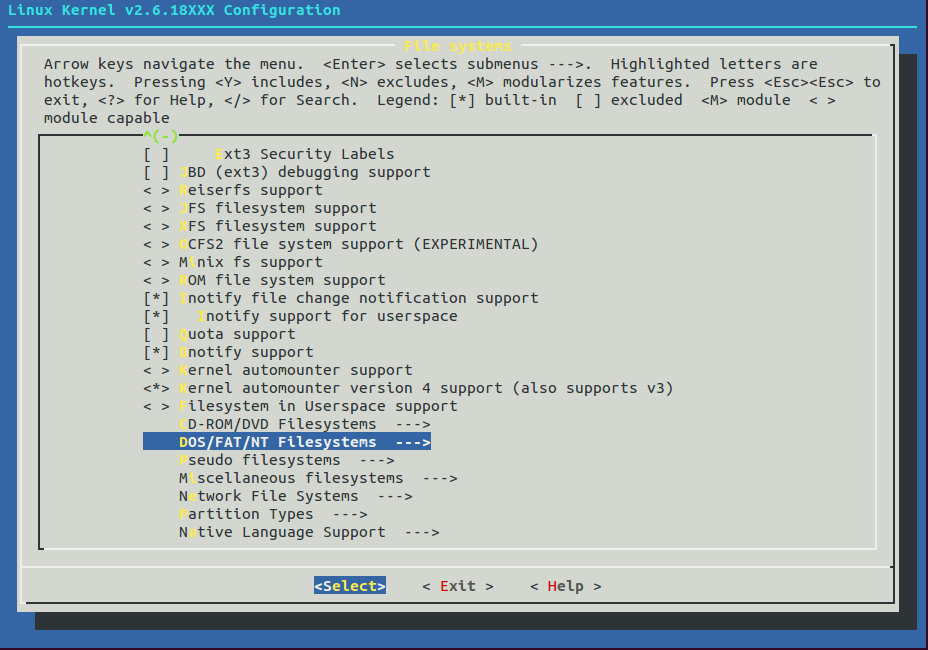 Linux Kernel v2.6.18XXX Configuration
File systems
Arrow keys navigate the menu.  <Enter> selects submenus --->.  Highlighted letters are
hotkeys.  Pressing <Y> includes, <N> excludes, <M> modularizes features.  Press <Esc><Esc> to
exit, <?> for Help, </> for Search.  Legend: [*] built-in  [ ] excluded  <M> module  < >
module capable
^(-)
[ ]     Ext3 Security Labels
[ ] JBD (ext3) debugging support
< > Reiserfs support
< > JFS filesystem support
< > XFS filesystem support
< > OCFS2 file system support (EXPERIMENTAL)
< > Minix fs support
< > ROM file system support
[*] Inotify file change notification support
[*]   Inotify support for userspace
[ ] Quota support
[*] Dnotify support
< > Kernel automounter support
<*> Kernel automounter version 4 support (also supports v3)
< > Filesystem in Userspace support
CD-ROM/DVD Filesystems  --->
DOS/FAT/NT Filesystems  --->
Pseudo filesystems  --->
Miscellaneous filesystems  --->
Network File Systems  --->
Partition Types  --->
Native Language Support  --->
<Select>    < Exit >    < Help >